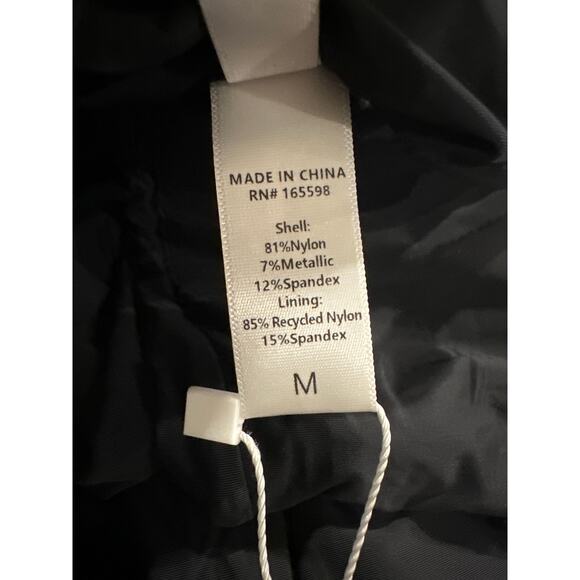 MADE IN CHINA
RN# 165598
Shell:
81%Nylon
7%Metallic
12%Spandex
Lining:
85% Recycled Nylon
15%Spandex
M